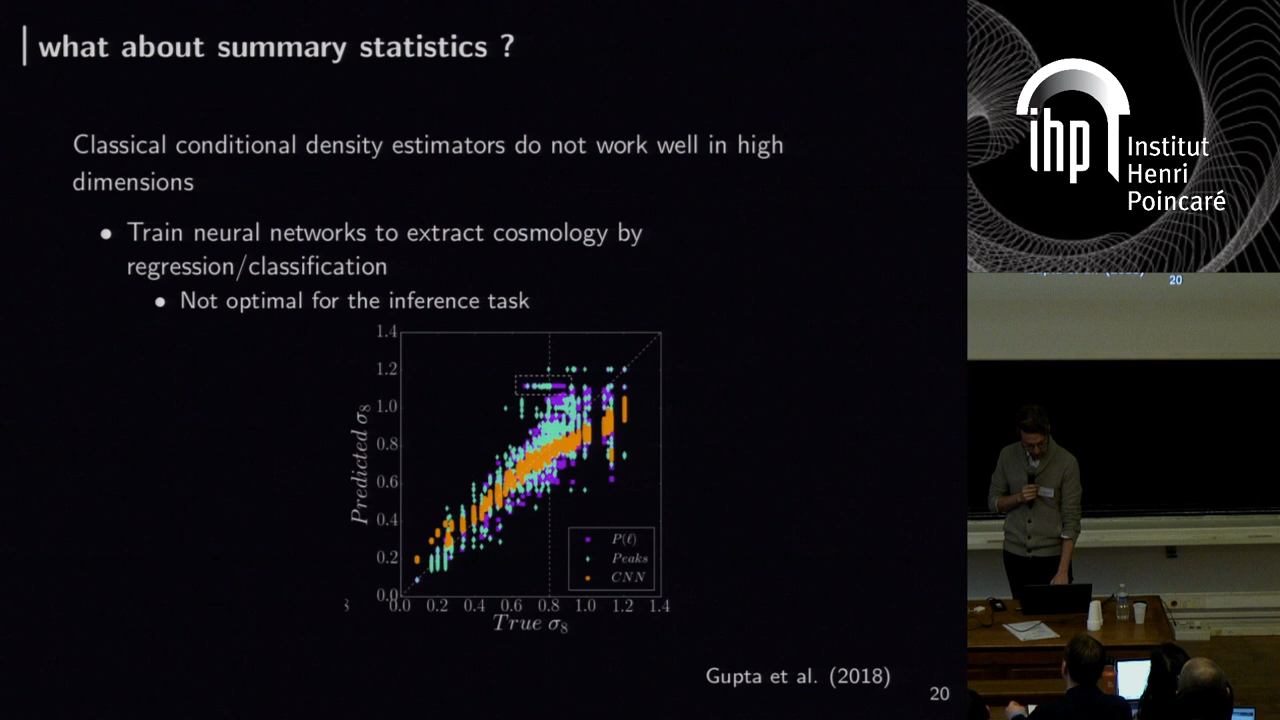 what about summary statistics ?
Classical conditional density estimators do not work well in high
dimensions
• Train neural networks to extract cosmology by
regression/classification
• Not optimal for the inference task
1.4
1.2
1.0
0.8
0.6
0.4
0.2
0.0
Predicted σ8
P(ℓ)
Peaks
CNN
0.0 0.2 0.4 0.6 0.8 1.0 1.2 1.4
True σ8
Gupta et al. (2018)
20
ihp Institut
Henri
Poincaré
20